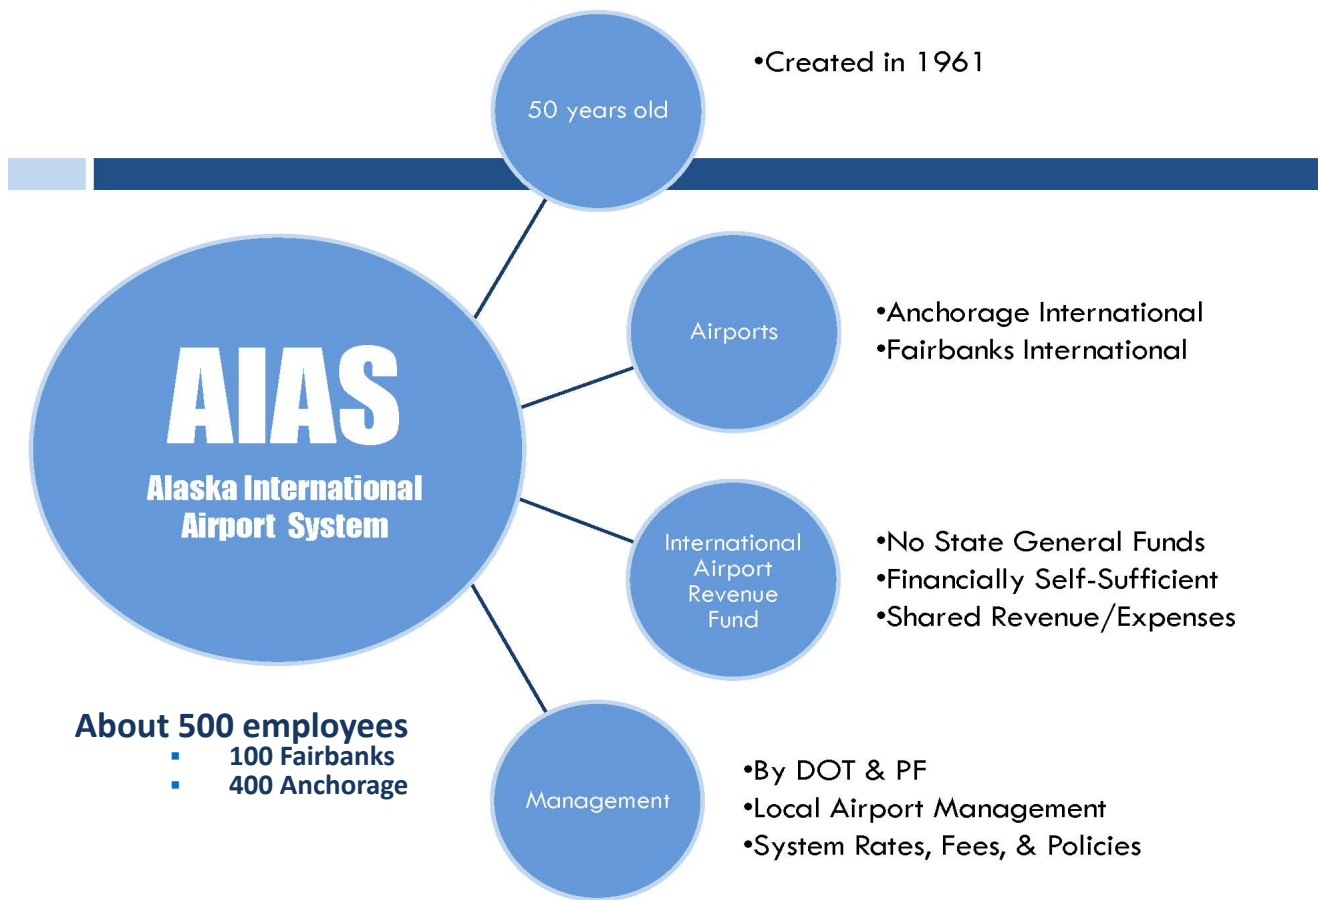 50 years old
•Created in 1961
AIAS
Alaska International
Airport System
Airports
•Anchorage International
•Fairbanks International
International
Airport
Revenue
Fund
•No State General Funds
•Financially Self-Sufficient
•Shared Revenue/Expenses
About 500 employees
▪ 100 Fairbanks
▪ 400 Anchorage
Management
•By DOT & PF
•Local Airport Management
•System Rates, Fees, & Policies